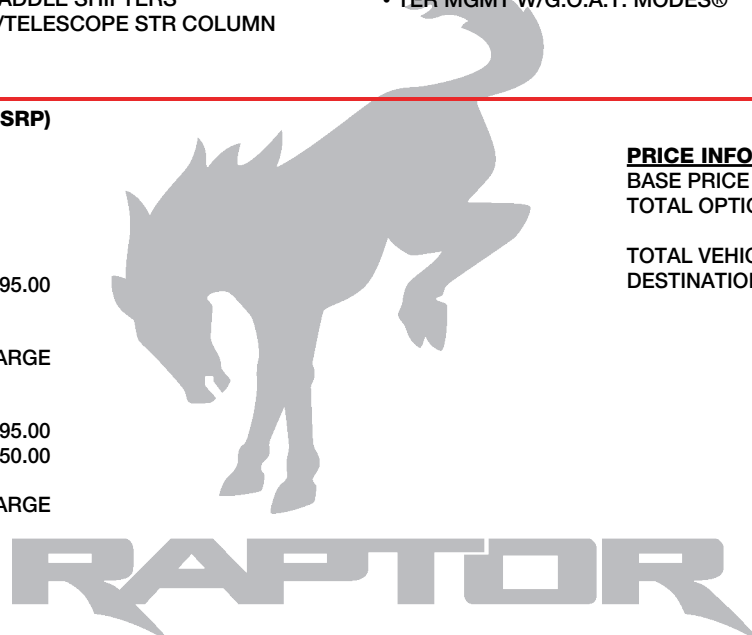 ADDLE SHIFTERS
/TELESCOPE STR COLUMN
• TER MGMT W/G.O.A.T. MODES®
SRP)
95.00
ARGE
95.00
50.00
ARGE
PRICE INFO
BASE PRICE
TOTAL OPTIO
TOTAL VEHIC
DESTINATION
RAPTOR